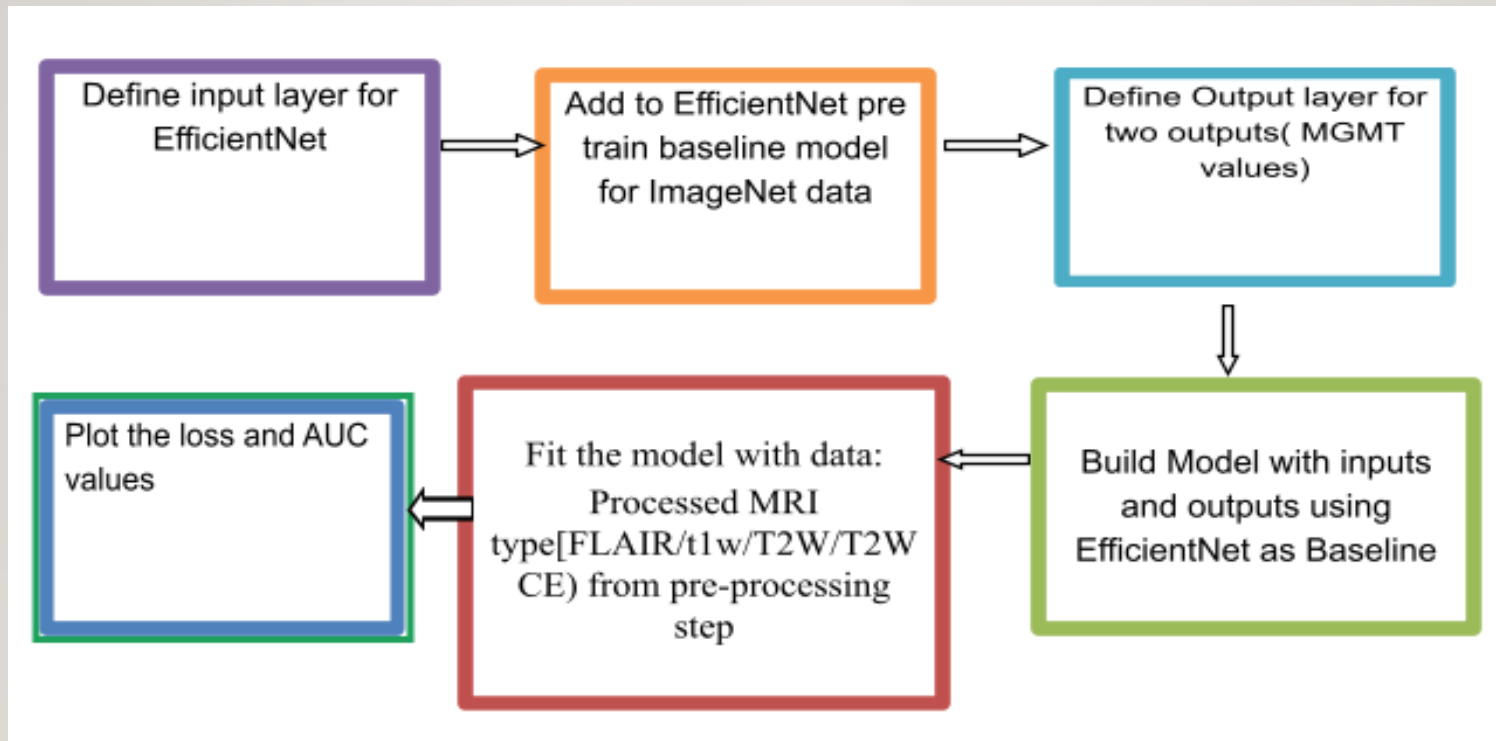 Define input layer for
EfficientNet
Add to EfficientNet pre
train baseline model
for ImageNet data
Define Output layer for
two outputs( MGMT
values)
Build Model with inputs
and outputs using
EfficientNet as Baseline
Fit the model with data:
Processed MRI
type[FLAIR/t1w/T2W/T2W
CE) from pre-processing
step
Plot the loss and AUC
values